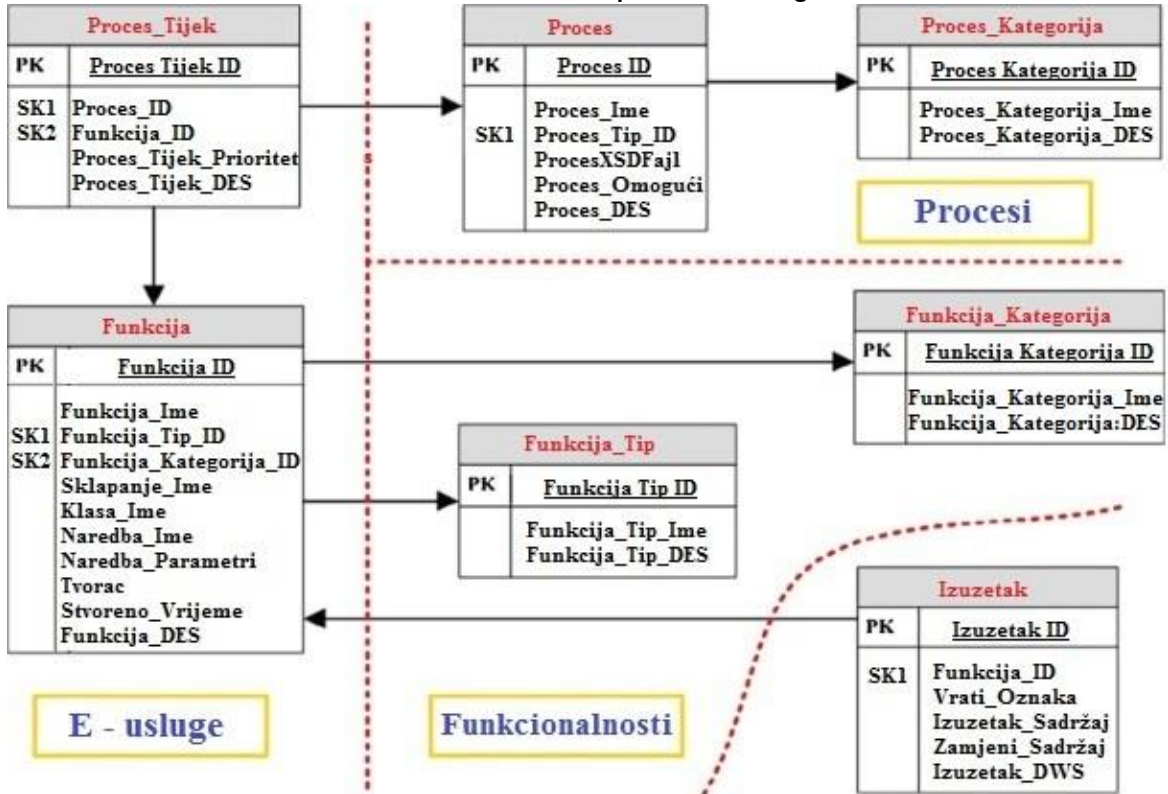 Proces_Tijek
PK Proces Tijek ID
SK1 Proces_ID
SK2 Funkcija_ID
Proces_Tijek_Prioritet
Proces_Tijek_DES
Proces
PK Proces ID
Proces_Ime
SK1 Proces_Tip_ID
ProcesXSDFajl
Proces_Omogući
Proces_DES
Proces_Kategorija
PK Proces Kategorija ID
Proces_Kategorija_Ime
Proces_Kategorija_DES
Procesi
Funkcija
PK Funkcija ID
Funkcija_Ime
SK1 Funkcija_Tip_ID
SK2 Funkcija_Kategorija_ID
Sklapanje_Ime
Klasa_Ime
Naredba_Ime
Naredba_Parametri
Tvorac
Stvoreno_Vrijeme
Funkcija_DES
Funkcija_Kategorija
PK Funkcija Kategorija ID
Funkcija_Kategorija_Ime
Funkcija_Kategorija:DES
Funkcija_Tip
PK Funkcija Tip ID
Funkcija_Tip_Ime
Funkcija_Tip_DES
Izuzetak
PK Izuzetak ID
SK1 Funkcija_ID
Vrati_Oznaka
Izuzetak_Sadržaj
Zamjeni_Sadržaj
Izuzetak_DWS
E - usluge
Funkcionalnosti